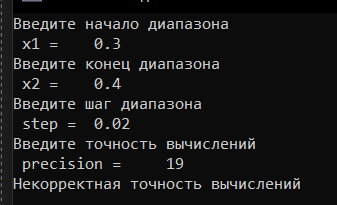 Введите начало диапазона
x1 = 0.3
Введите конец диапазона
x2 = 0.4
Введите шаг диапазона
step = 0.02
Введите точность вычислений
precision = 19
Некорректная точность вычислений